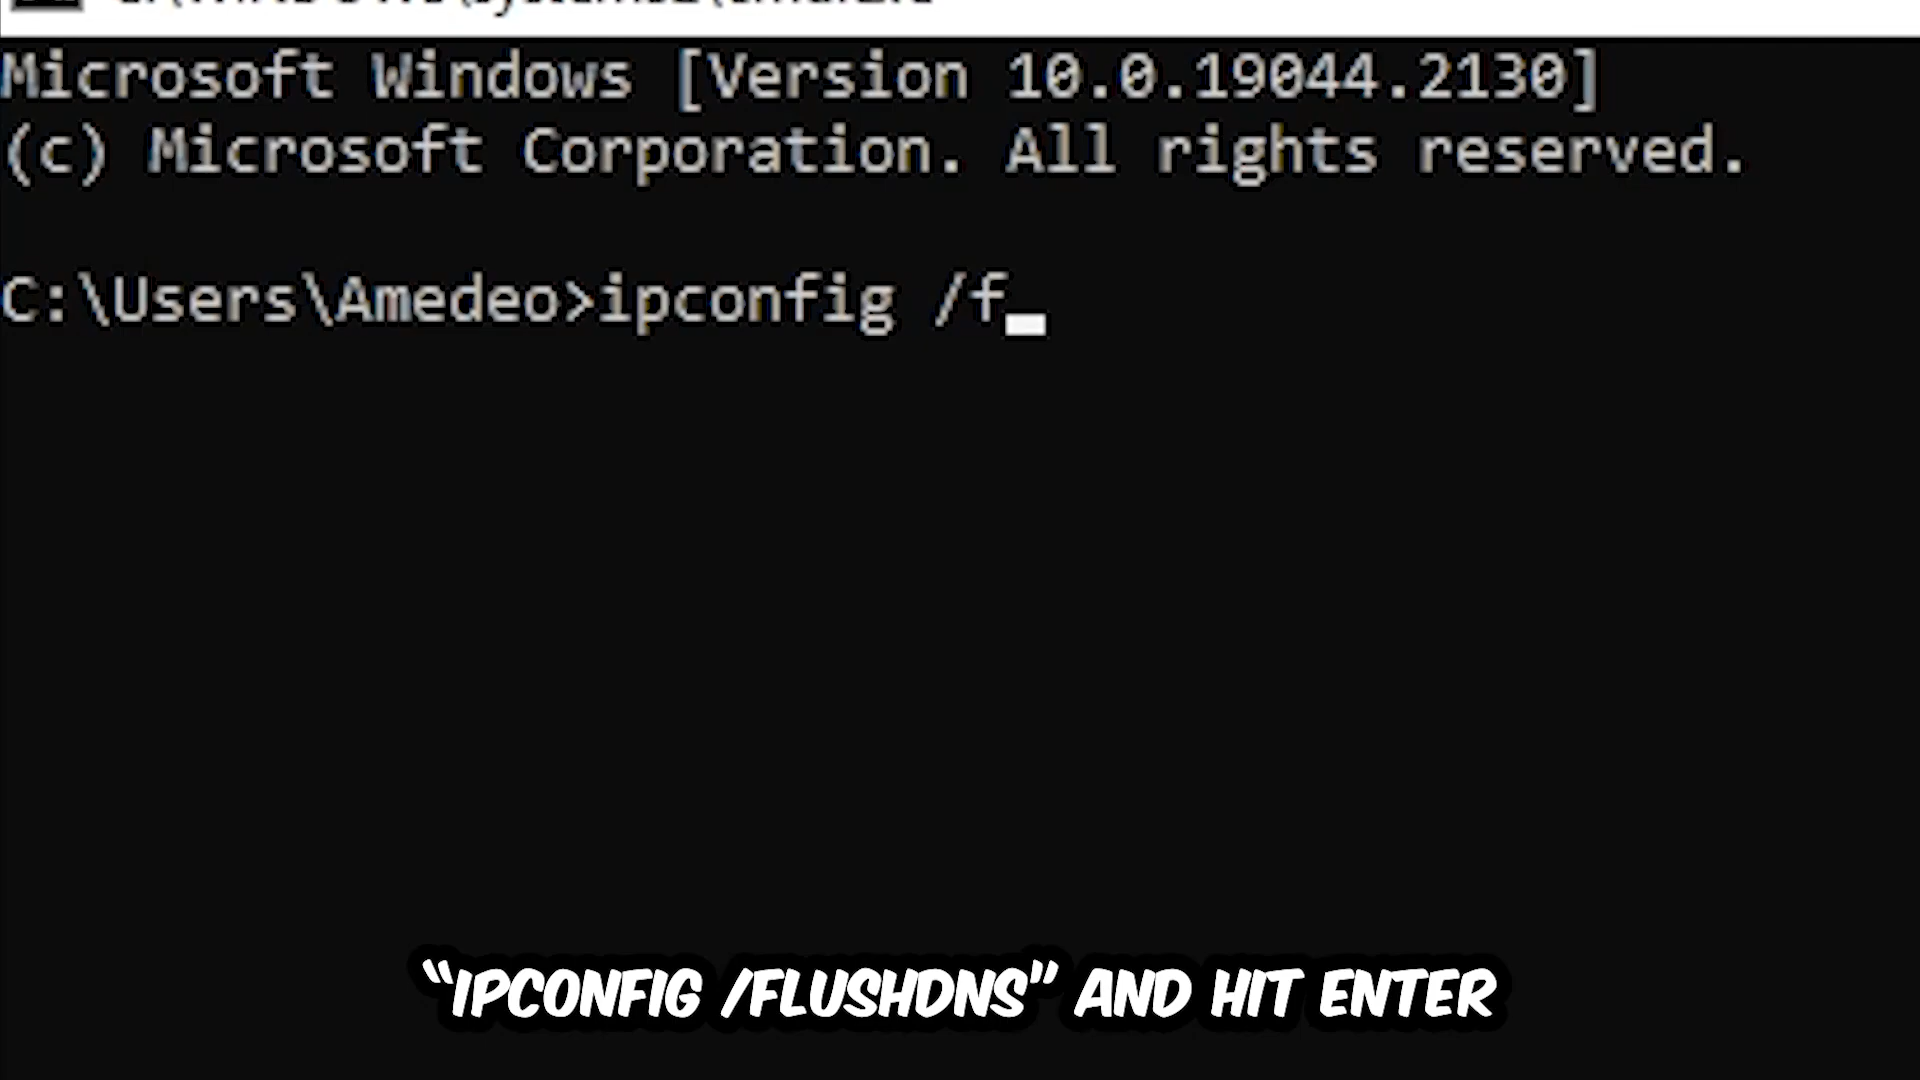 Microsoft Windows [Version 10.0.19044.2130]
(c) Microsoft Corporation. All rights reserved.
C:\Users\Amedeo>ipconfig /f
“IPCONFIG /FLUSHDNS” AND HIT ENTER